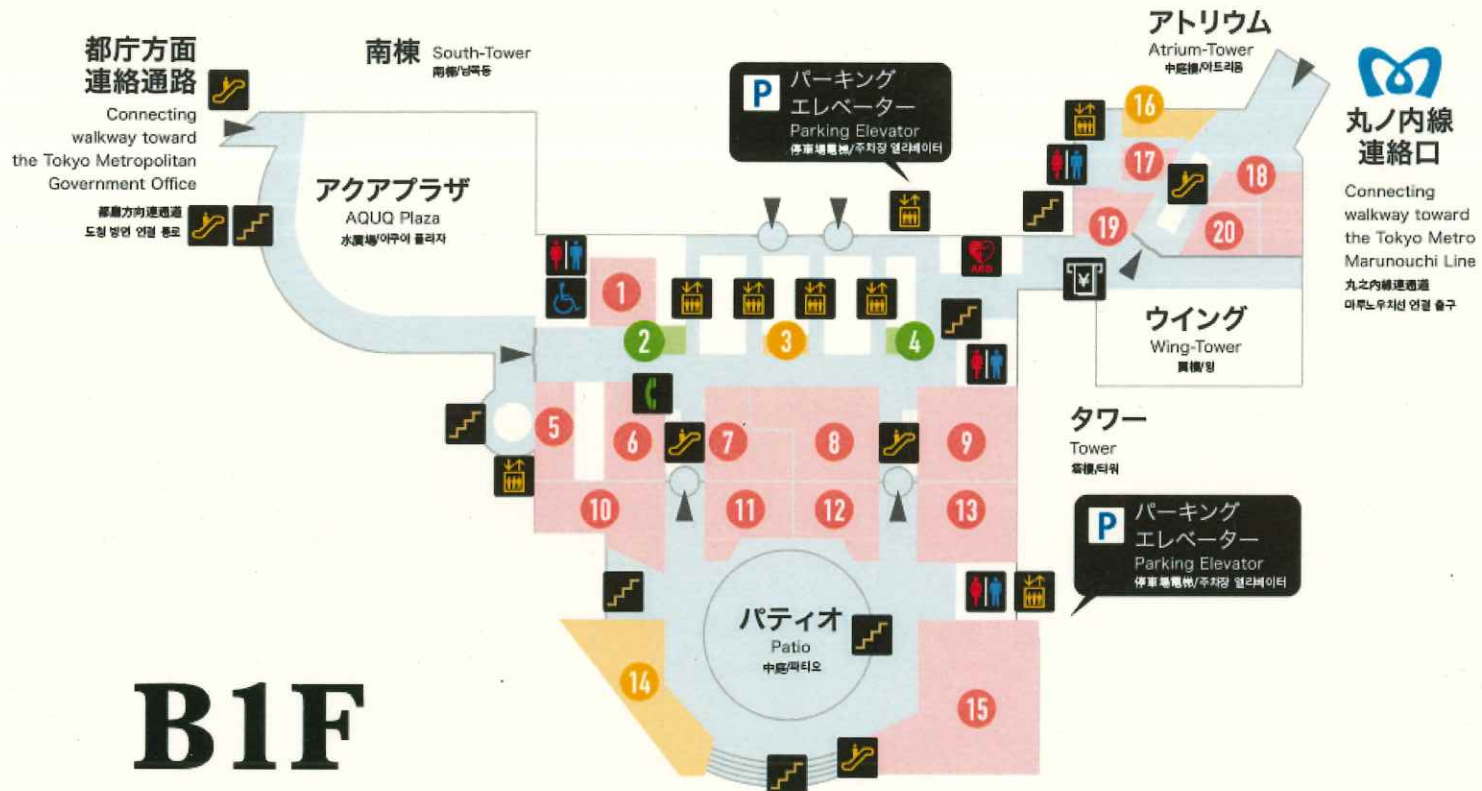 都庁方面
連絡通路
Connecting
walkway toward
the Tokyo Metropolitan
Government Office
都廳方向連通道
도청 방면 연결 통로
南棟 South-Tower
南棟/남쪽동
アクアプラザ
AQUQ Plaza
水廣場/아쿠아 플라자
P パーキング
エレベーター
Parking Elevator
停車場電梯/주차장 엘리베이터
アトリウム
Atrium-Tower
中庭樓/아트리움
丸ノ内線
連絡口
Connecting
walkway toward
the Tokyo Metro
Marunouchi Line
丸之内線連通道
마루노우치선 연결 출구
16
17
18
19
20
AED
¥
ウイング
Wing-Tower
翼樓/윙
1
2
3
4
5
6
7
8
9
タワー
Tower
塔樓/타워
10
11
12
13
P パーキング
エレベーター
Parking Elevator
停車場電梯/주차장 엘리베이터
パティオ
Patio
中庭/파티오
14
15
B1F